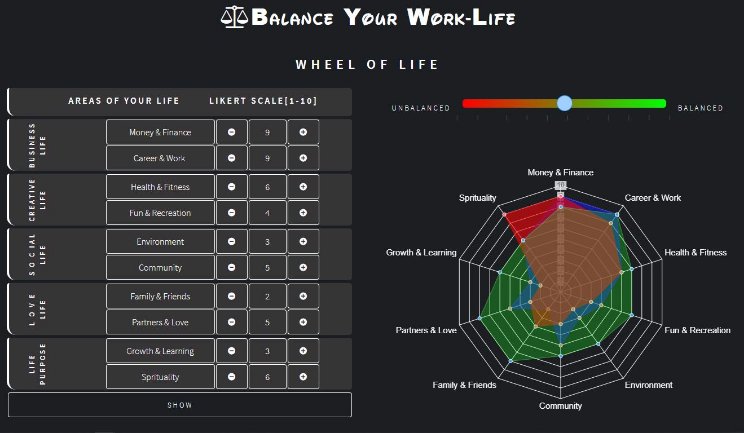 Balance Your Work-Life
WHEEL OF LIFE
AREAS OF YOUR LIFE LIKERT SCALE[1-10]
BUSINESS LIFE
Money & Finance 9
Career & Work 9
CREATIVE LIFE
Health & Fitness 6
Fun & Recreation 4
SOCIAL LIFE
Environment 3
Community 5
LOVE LIFE
Family & Friends 2
Partners & Love 5
LIFE PURPOSE
Growth & Learning 3
Sprituality 6
SHOW
UNBALANCED BALANCED
Money & Finance
Sprituality Career & Work
Growth & Learning Health & Fitness
Partners & Love Fun & Recreation
Family & Friends Environment
Community